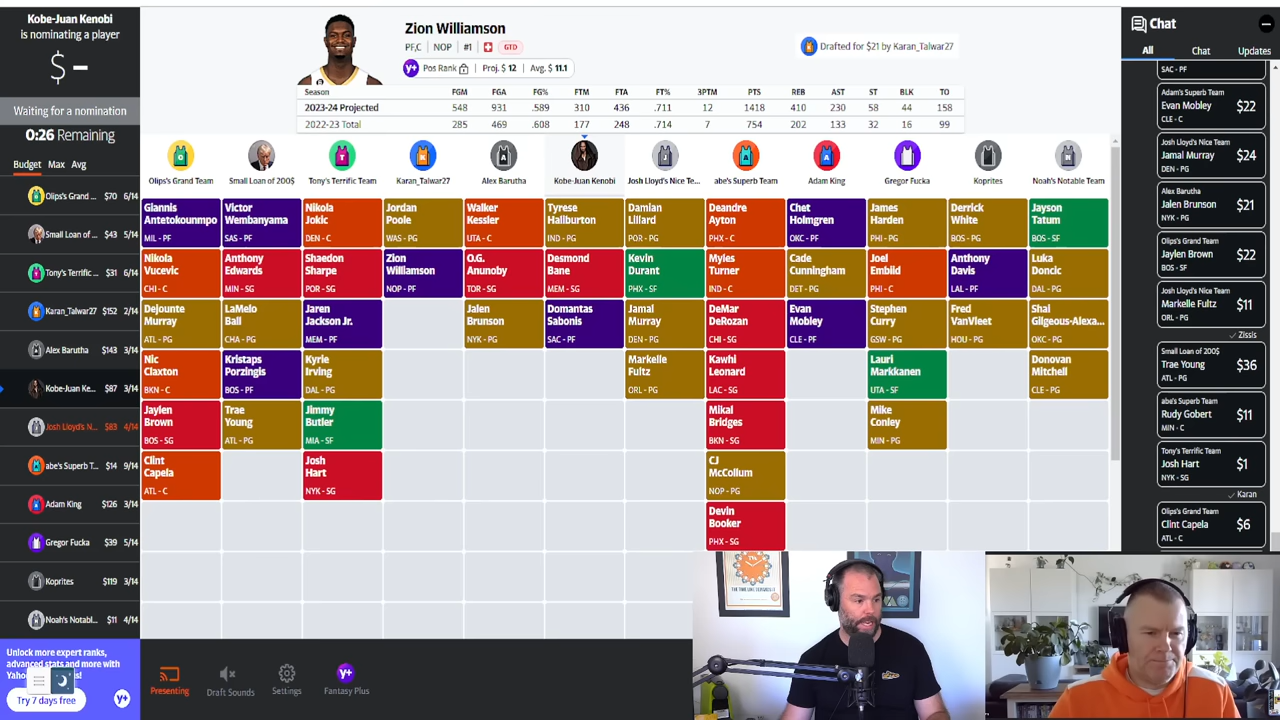 Kobe-Juan Kenobi
is nominating a player
$ –
Waiting for a nomination
0:26 Remaining
Budget Max Avg
Olips's Grand ... $70 6/14
Small Loan of ... $43 5/14
Tony's Terrific ... $31 6/14
Karan_Talwar27 $152 2/14
Alex Barutha $143 3/14
Kobe-Juan Ke... $87 3/14
Josh Lloyd's N... $83 4/14
abe's Superb T... $14 9/14
Adam King $126 3/14
Gregor Fucka $39 5/14
Koprites $119 3/14
Noah's Notabl... $11 4/14
Unlock more expert ranks,
advanced stats and more with
Try 7 days free
y+
Zion Williamson
PF,C NOP #1 GTD
y+ Pos Rank Proj. $ 12 Avg. $ 11.1
Drafted for $21 by Karan_Talwar27
Season FGM FGA FG% FTM FTA FT% 3PTM PTS REB AST ST BLK TO
2023-24 Projected 548 931 .589 310 436 .711 12 1418 410 230 58 44 158
2022-23 Total 285 469 .608 177 248 .714 7 754 202 133 32 16 99
O T K A J A A G K N
Olips's Grand Team Small Loan of 200$ Tony's Terrific Team Karan_Talwar27 Alex Barutha Kobe-Juan Kenobi Josh Lloyd's Nice Te... abe's Superb Team Adam King Gregor Fucka Koprites Noah's Notable Team
Giannis Victor Nikola Jordan Walker Tyrese Damian Deandre Chet James Derrick Jayson
Antetokounmpo Wembanyama Jokic Poole Kessler Haliburton Lillard Ayton Holmgren Harden White Tatum
MIL - PF SAS - PF DEN - C WAS - PG UTA - C IND - PG POR - PG PHX - C OKC - PF PHI - PG BOS - PG BOS - SF
Nikola Anthony Shaedon Zion O.G. Desmond Kevin Myles Cade Joel Anthony Luka
Vucevic Edwards Sharpe Williamson Anunoby Bane Durant Turner Cunningham Embiid Davis Doncic
CHI - C MIN - SG POR - SG NOP - PF TOR - SG MEM - SG PHX - SF IND - C DET - PG PHI - C LAL - PF DAL - PG
Dejounte LaMelo Jaren Jalen Domantas Jamal DeMar Evan Stephen Fred Shai
Murray Ball Jackson Jr. Brunson Sabonis Murray DeRozan Mobley Curry VanVleet Gilgeous-Alexa...
ATL - PG CHA - PG MEM - PF NYK - PG SAC - PF DEN - PG CHI - SG CLE - PF GSW - PG HOU - PG OKC - PG
Nic Kristaps Kyrie Markelle Kawhi Lauri Donovan
Claxton Porzingis Irving Fultz Leonard Markkanen Mitchell
BKN - C BOS - PF DAL - PG ORL - PG LAC - SG UTA - SF CLE - PG
Jaylen Trae Jimmy Mikal Mike
Brown Young Butler Bridges Conley
BOS - SG ATL - PG MIA - SF BKN - SG MIN - PG
Clint Josh CJ
Capela Hart McCollum
ATL - C NYK - SG NOP - PG
Devin
Booker
PHX - SG
Presenting Draft Sounds Settings Fantasy Plus
Chat
All Chat Updates
SAC - PF
Adam's Superb Team
Evan Mobley $22
CLE - C
Josh Lloyd's Nice Team
Jamal Murray $24
DEN - PG
Alex Barutha
Jalen Brunson $21
NYK - PG
Olips's Grand Team
Jaylen Brown $22
BOS - SF
Josh Lloyd's Nice Team
Markelle Fultz $11
ORL - PG
Zissis
Small Loan of 200$
Trae Young $36
ATL - PG
abe's Superb Team
Rudy Gobert $11
MIN - C
Tony's Terrific Team
Josh Hart $1
NYK - SG
Karan
Olips's Grand Team
Clint Capela $6
ATL - C